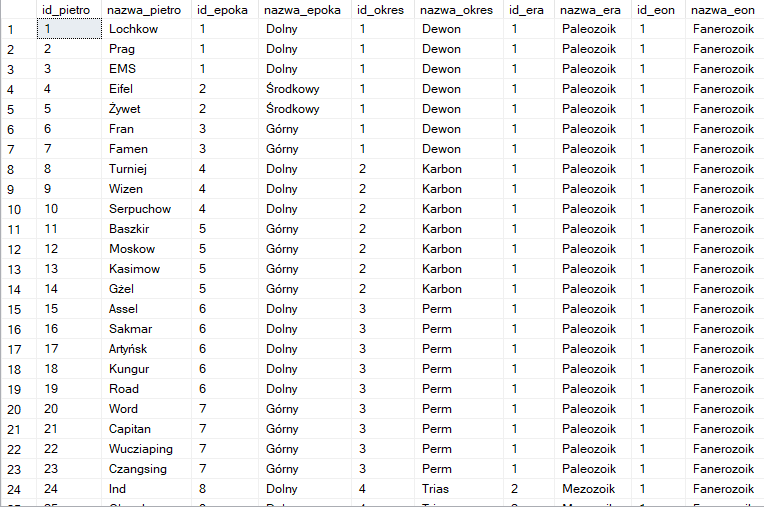 id_pietro nazwa_pietro id_epoka nazwa_epoka id_okres nazwa_okres id_era nazwa_era id_eon nazwa_eon
1 1 Lochkow 1 Dolny 1 Dewon 1 Paleozoik 1 Fanerozoik
2 2 Prag 1 Dolny 1 Dewon 1 Paleozoik 1 Fanerozoik
3 3 EMS 1 Dolny 1 Dewon 1 Paleozoik 1 Fanerozoik
4 4 Eifel 2 Środkowy 1 Dewon 1 Paleozoik 1 Fanerozoik
5 5 Żywet 2 Środkowy 1 Dewon 1 Paleozoik 1 Fanerozoik
6 6 Fran 3 Górny 1 Dewon 1 Paleozoik 1 Fanerozoik
7 7 Famen 3 Górny 1 Dewon 1 Paleozoik 1 Fanerozoik
8 8 Turniej 4 Dolny 2 Karbon 1 Paleozoik 1 Fanerozoik
9 9 Wizen 4 Dolny 2 Karbon 1 Paleozoik 1 Fanerozoik
10 10 Serpuchow 4 Dolny 2 Karbon 1 Paleozoik 1 Fanerozoik
11 11 Baszkir 5 Górny 2 Karbon 1 Paleozoik 1 Fanerozoik
12 12 Moskow 5 Górny 2 Karbon 1 Paleozoik 1 Fanerozoik
13 13 Kasimow 5 Górny 2 Karbon 1 Paleozoik 1 Fanerozoik
14 14 Gżel 5 Górny 2 Karbon 1 Paleozoik 1 Fanerozoik
15 15 Assel 6 Dolny 3 Perm 1 Paleozoik 1 Fanerozoik
16 16 Sakmar 6 Dolny 3 Perm 1 Paleozoik 1 Fanerozoik
17 17 Artyńsk 6 Dolny 3 Perm 1 Paleozoik 1 Fanerozoik
18 18 Kungur 6 Dolny 3 Perm 1 Paleozoik 1 Fanerozoik
19 19 Road 6 Dolny 3 Perm 1 Paleozoik 1 Fanerozoik
20 20 Word 7 Górny 3 Perm 1 Paleozoik 1 Fanerozoik
21 21 Capitan 7 Górny 3 Perm 1 Paleozoik 1 Fanerozoik
22 22 Wucziaping 7 Górny 3 Perm 1 Paleozoik 1 Fanerozoik
23 23 Czangsing 7 Górny 3 Perm 1 Paleozoik 1 Fanerozoik
24 24 Ind 8 Dolny 4 Trias 2 Mezozoik 1 Fanerozoik